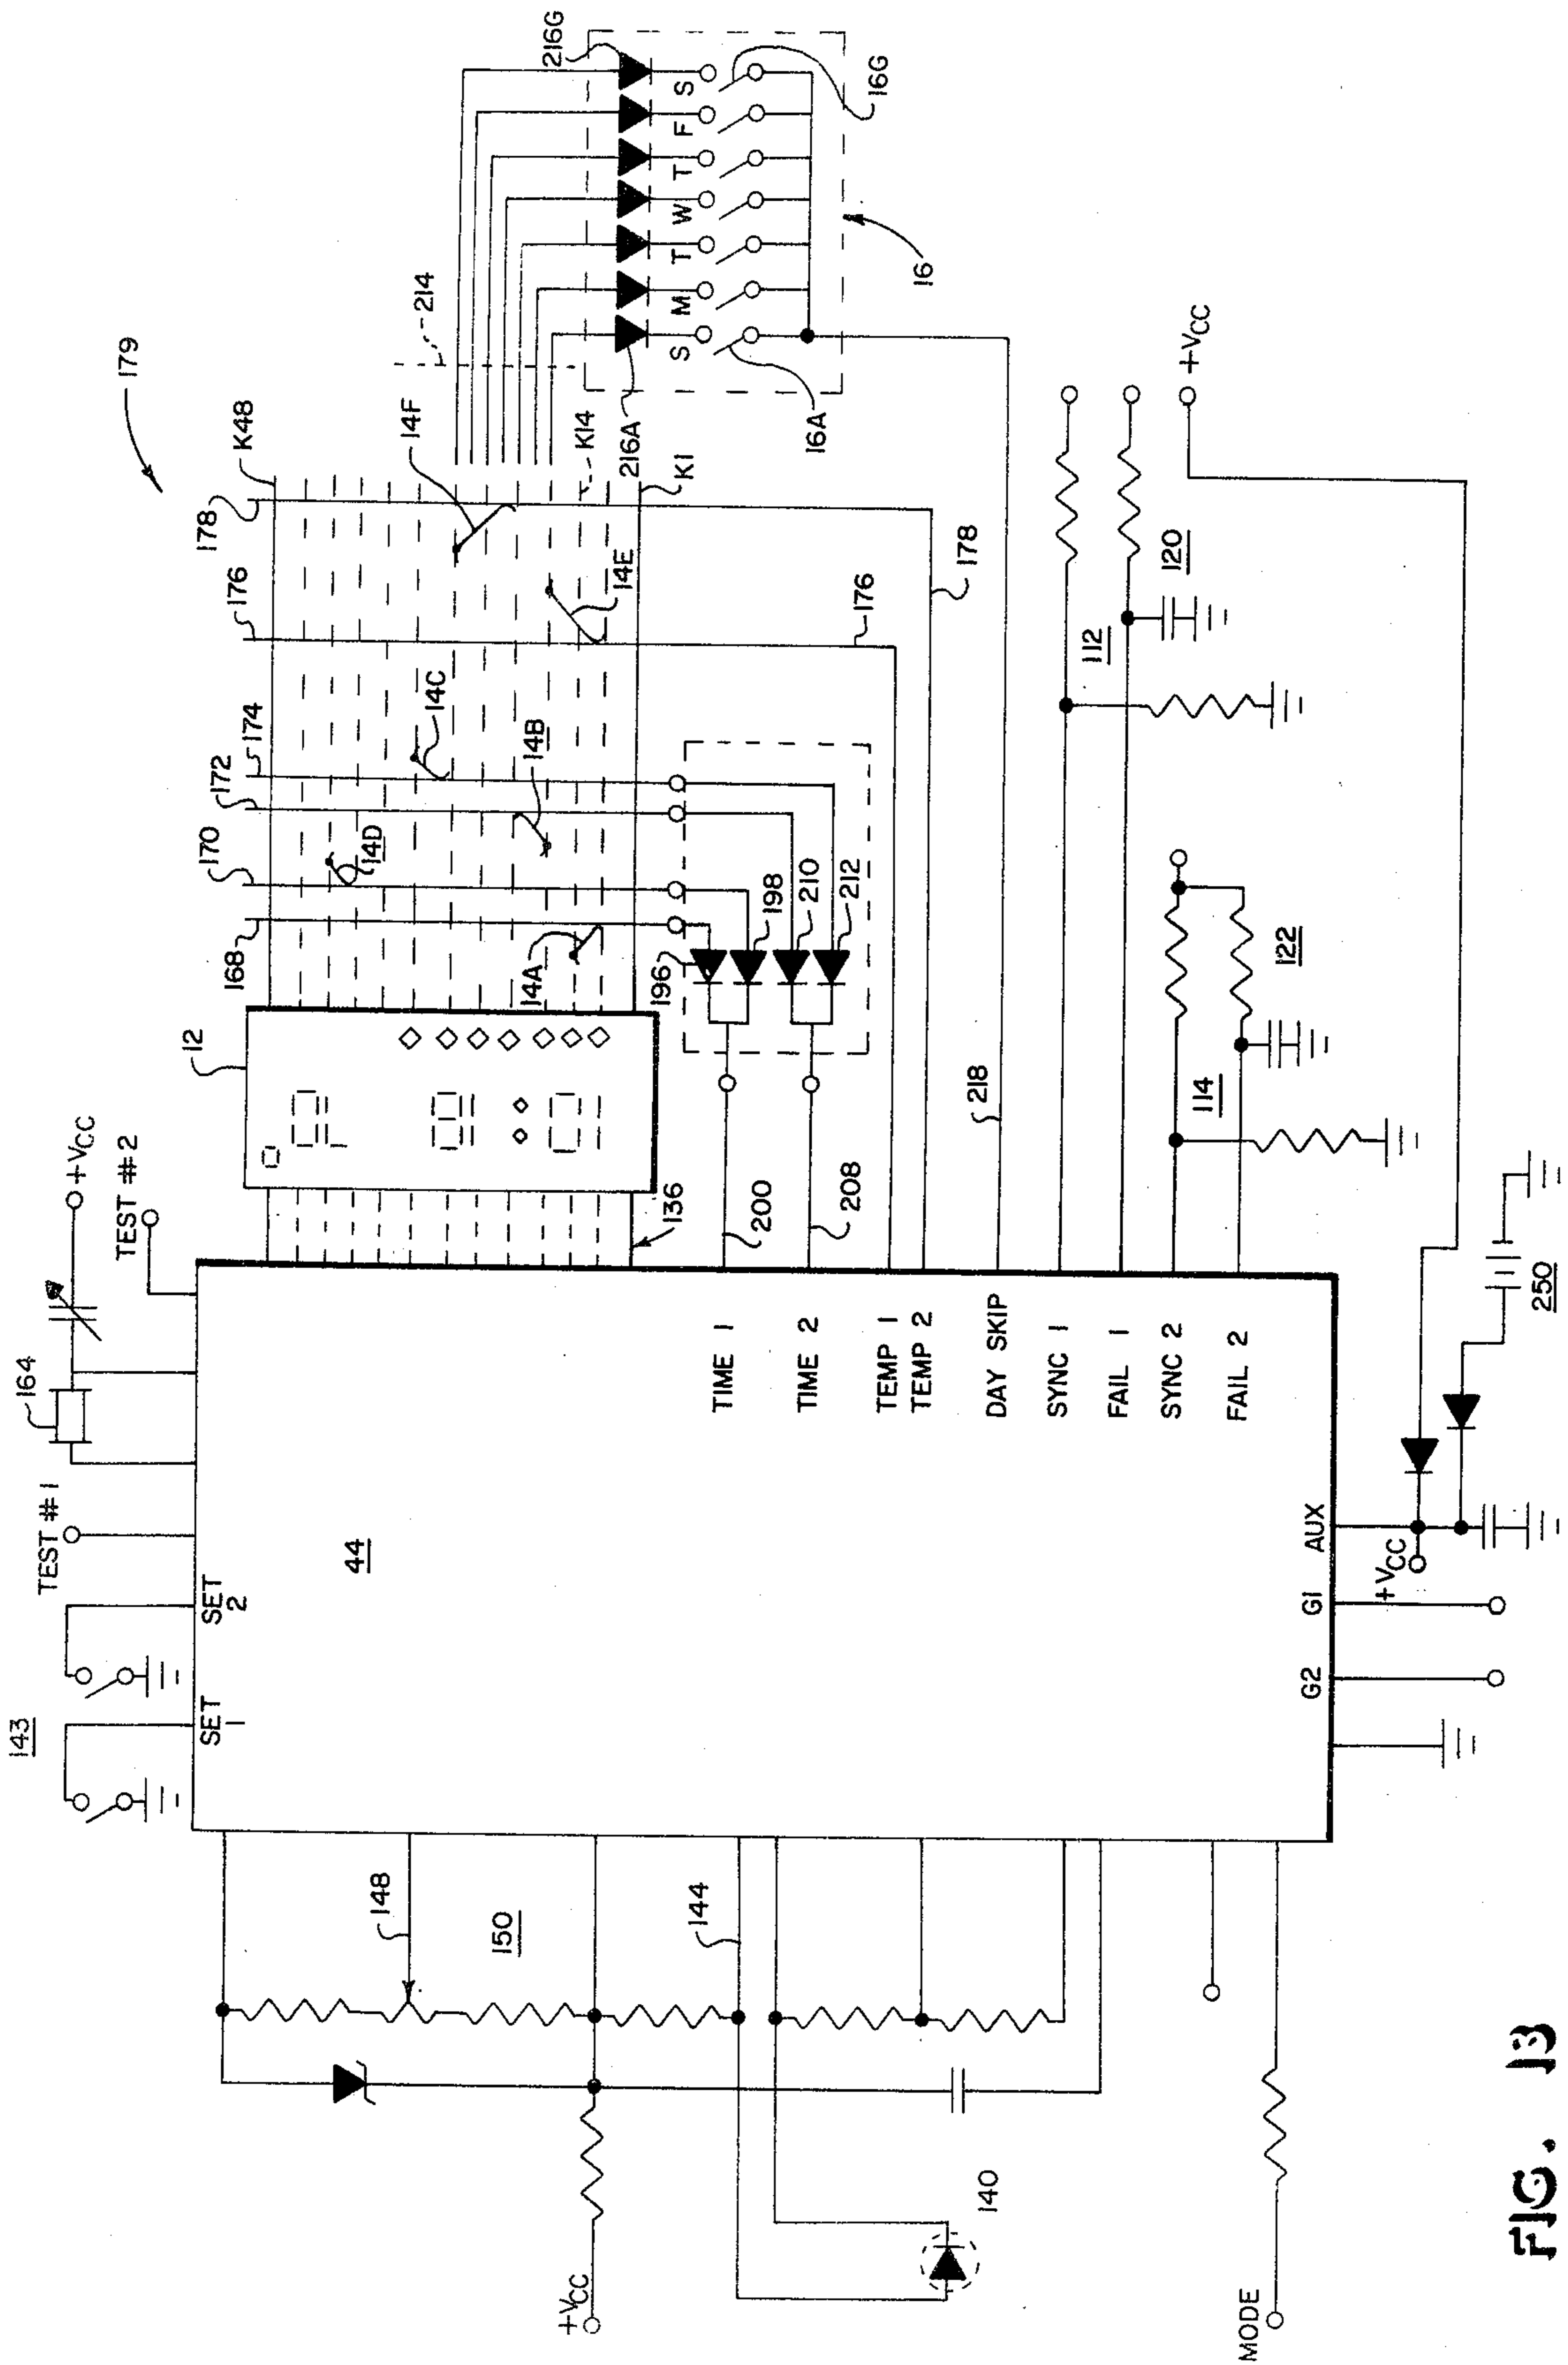 179
143
SET
1
SET
2
TEST #1
164
+VCC
TEST #2
12
168
170
172
174
176
178
K48
14D
14C
14F
14A
14B
14E
K14
K1
214
216G
216A
S M T W T F S
16A
16G
16
136
196
198
210
212
200
208
176
178
218
44
TIME 1
TIME 2
TEMP 1
TEMP 2
DAY SKIP
SYNC 1
FAIL 1
SYNC 2
FAIL 2
112
120
+VCC
114
122
250
148
150
144
140
+VCC
MODE
G2
G1
AUX
+VCC
FIG. 13